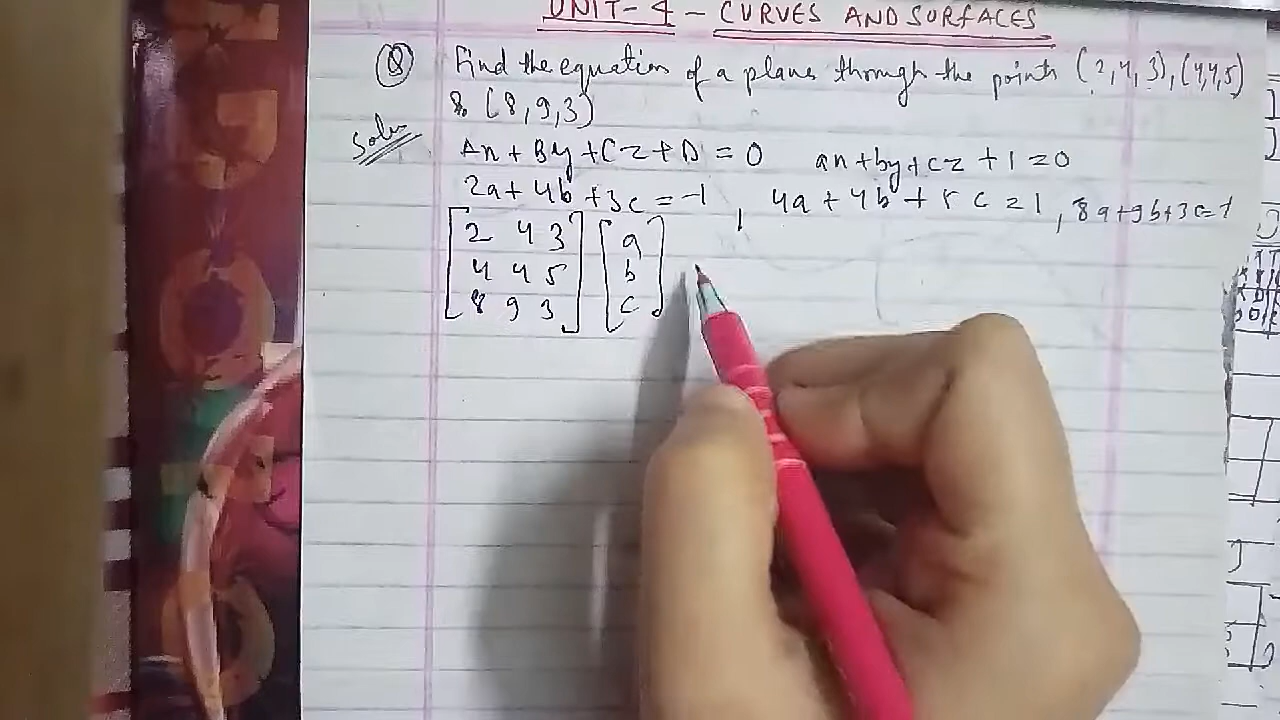 UNIT-4 - CURVES AND SURFACES
Q Find the equation of a plane through the points (2,4,3),(4,4,5)
& (8,9,3)
Soln Ax+By+Cz+D=0 ax+by+cz+1=0
2a+4b+3c=-1, 4a+4b+5c=1, 8a+9b+3c=-1
[2 4 3] [a]
[4 4 5] [b]
[8 9 3] [c]